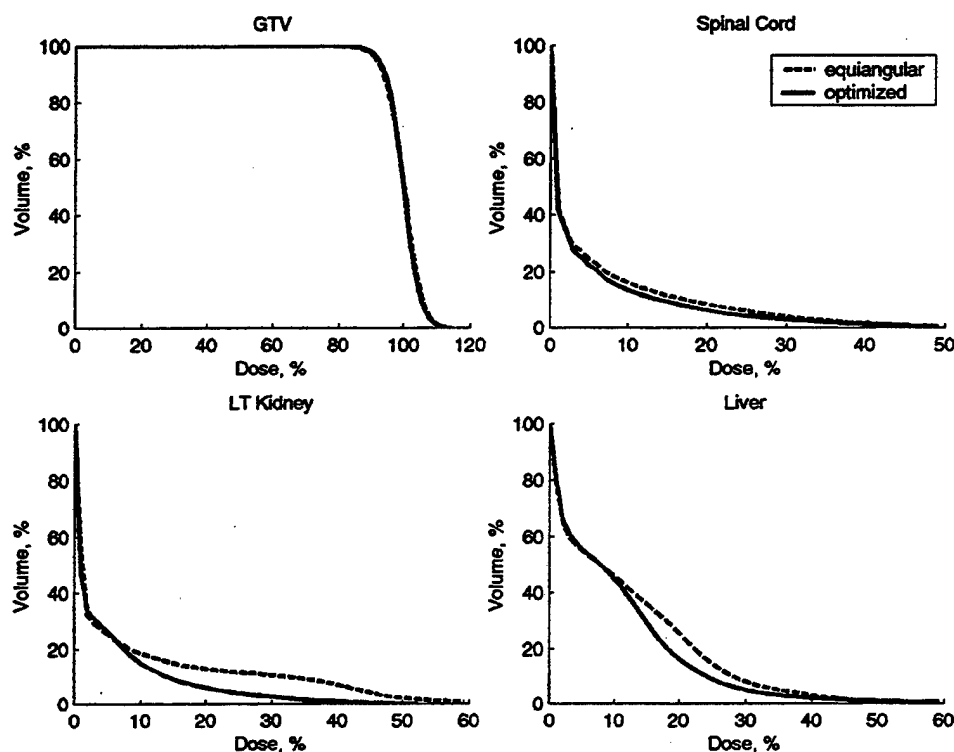 GTV
100
80
60
40
20
0
Volume, %
0 20 40 60 80 100 120
Dose, %
Spinal Cord
equiangular
optimized
100
80
60
40
20
0
Volume, %
0 10 20 30 40 50
Dose, %
LT Kidney
100
80
60
40
20
0
Volume, %
0 10 20 30 40 50 60
Dose, %
Liver
100
80
60
40
20
0
Volume, %
0 10 20 30 40 50 60
Dose, %